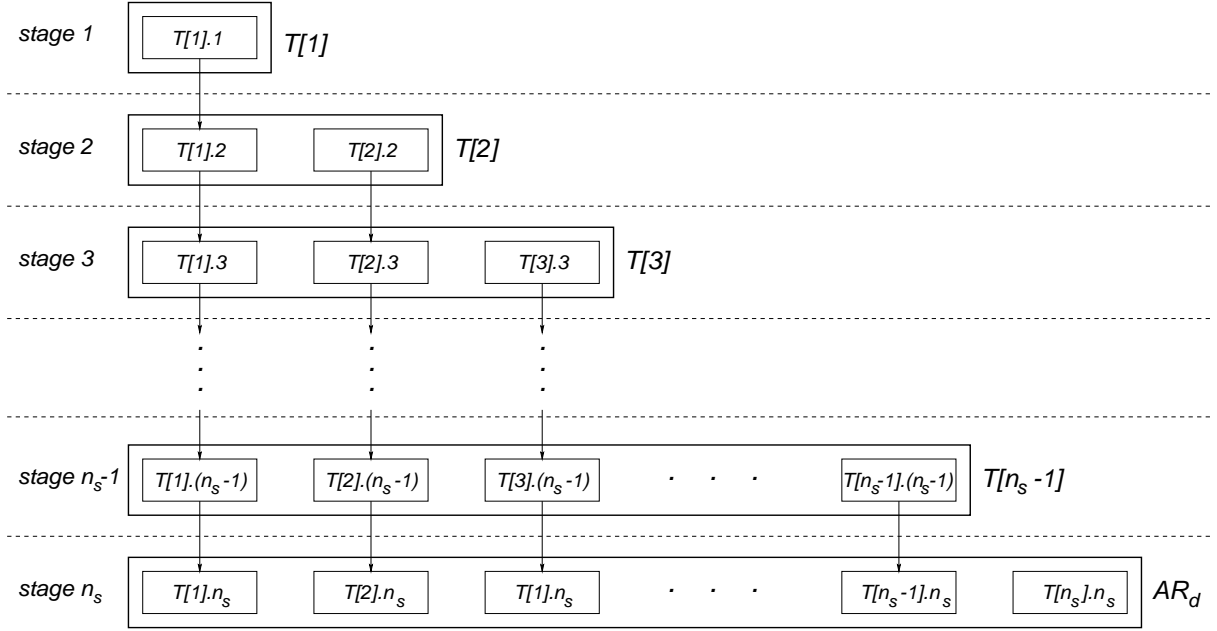 stage 1 T[1].1 T[1]
stage 2 T[1].2 T[2].2 T[2]
stage 3 T[1].3 T[2].3 T[3].3 T[3]
. . .
. . .
. . .
stage n_s-1 T[1].(n_s-1) T[2].(n_s-1) T[3].(n_s-1) . . . T[n_s-1].(n_s-1) T[n_s-1]
stage n_s T[1].n_s T[2].n_s T[1].n_s . . . T[n_s-1].n_s T[n_s].n_s AR_d